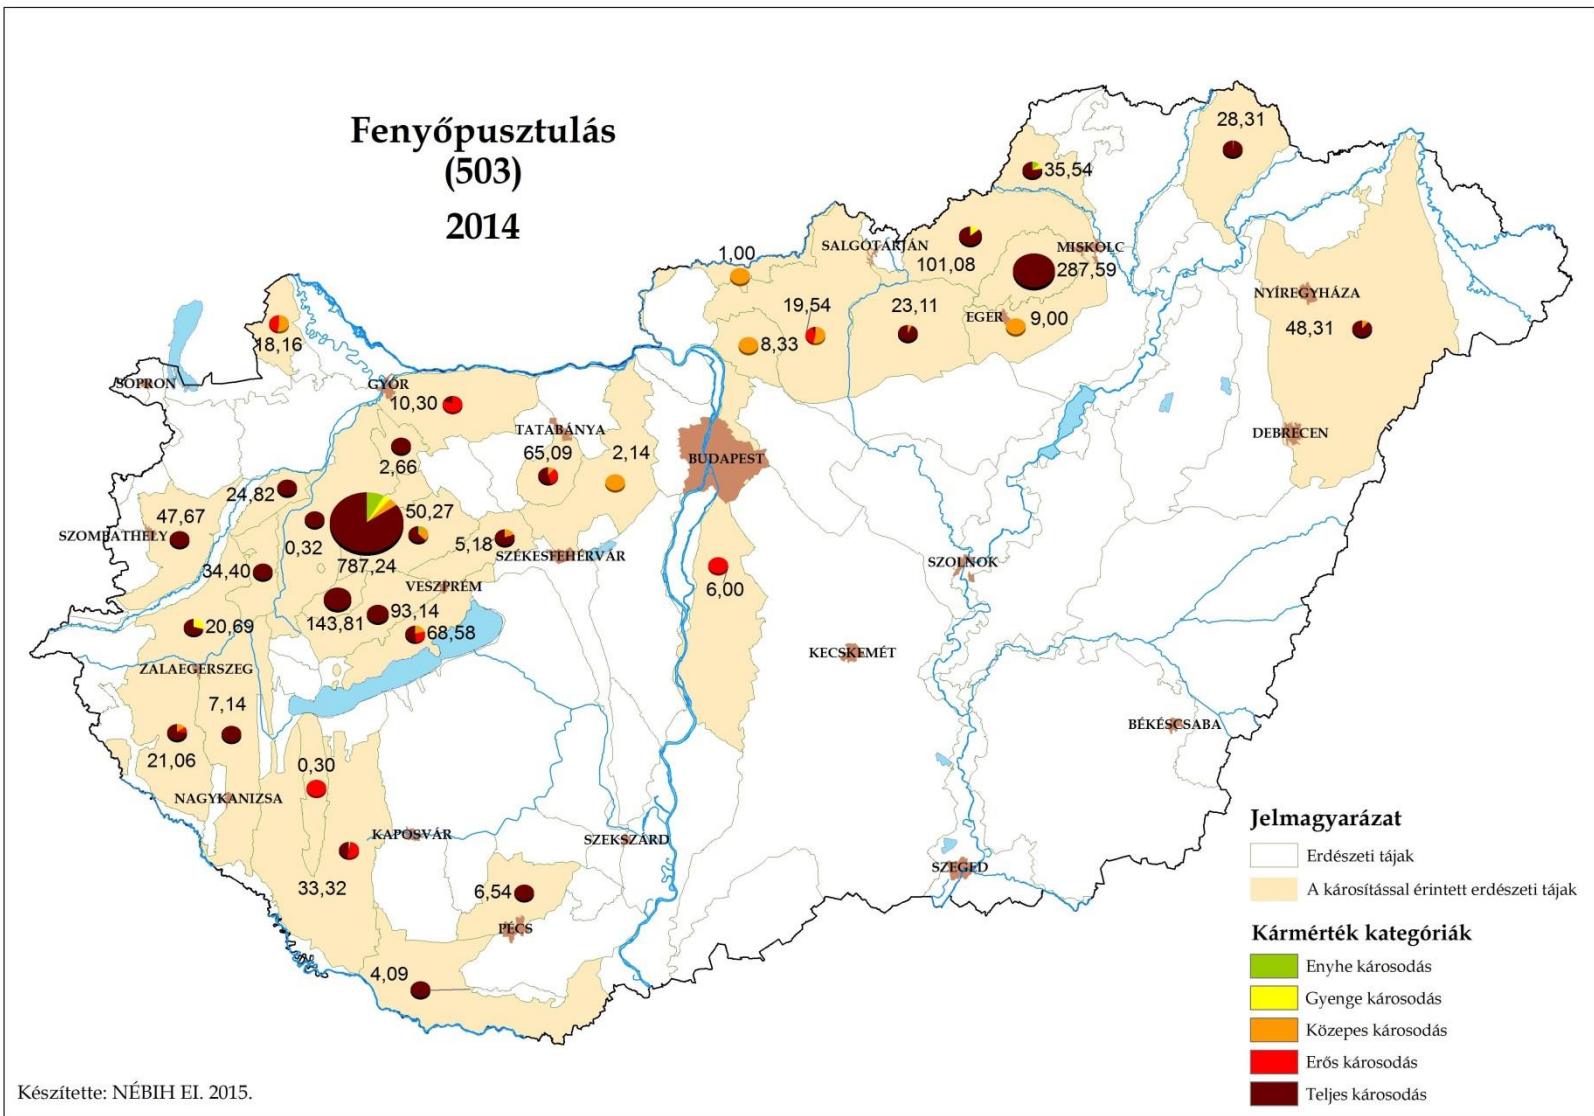 Fenyőpusztulás
(503)
2014
28,31
35,54
SALGÓTARJÁN
1,00
MISKOLC
101,08
287,59
19,54
23,11
EGER
9,00
NYÍREGYHÁZA
48,31
8,33
18,16
SOPRON
GYŐR
10,30
TATABÁNYA
65,09
2,14
BUDAPEST
DEBRECEN
2,66
24,82
47,67
SZOMBATHELY
50,27
0,32
5,18
SZÉKESFEHÉRVÁR
787,24
34,40
VESZPRÉM
SZOLNOK
6,00
93,14
143,81
68,58
20,69
KECSKEMÉT
ZALAEGERSZEG
7,14
21,06
BÉKÉSCSABA
0,30
NAGYKANIZSA
KAPOSVÁR
SZEKSZÁRD
33,32
SZEGED
6,54
PÉCS
4,09
Jelmagyarázat
Erdészeti tájak
A károsítással érintett erdészeti tájak
Kármérték kategóriák
Enyhe károsodás
Gyenge károsodás
Közepes károsodás
Erős károsodás
Teljes károsodás
Készítette: NÉBIH EI. 2015.